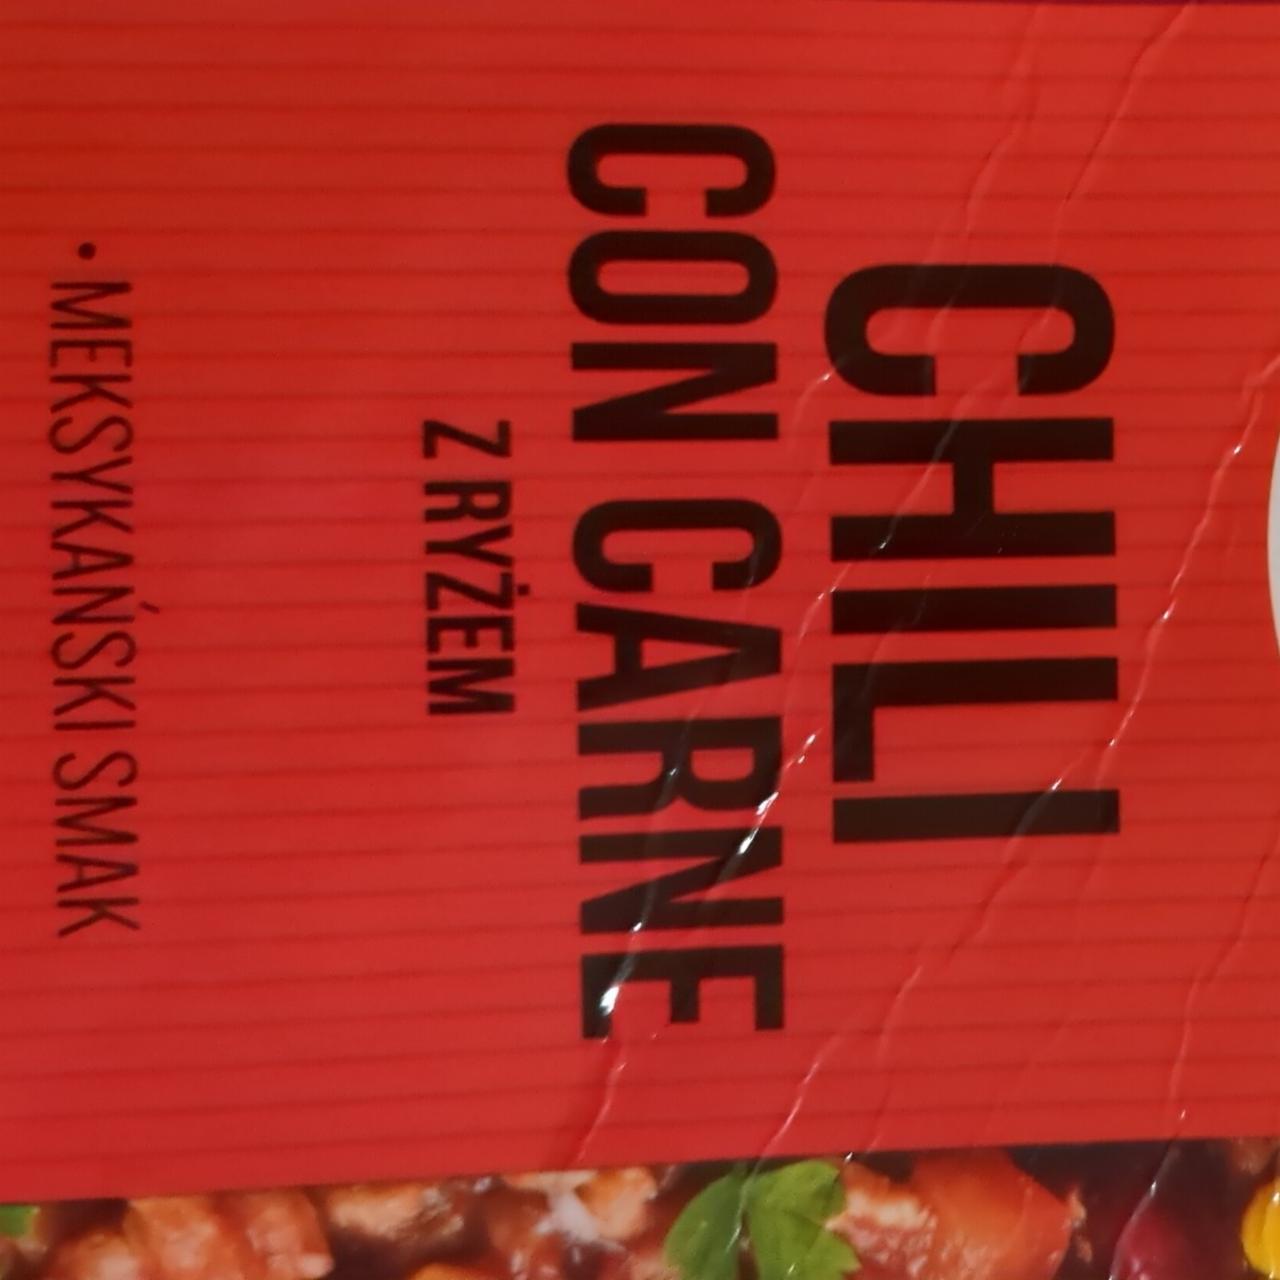 CHILI
CON CARNE
Z RYŻEM
• MEKSYKAŃSKI SMAK